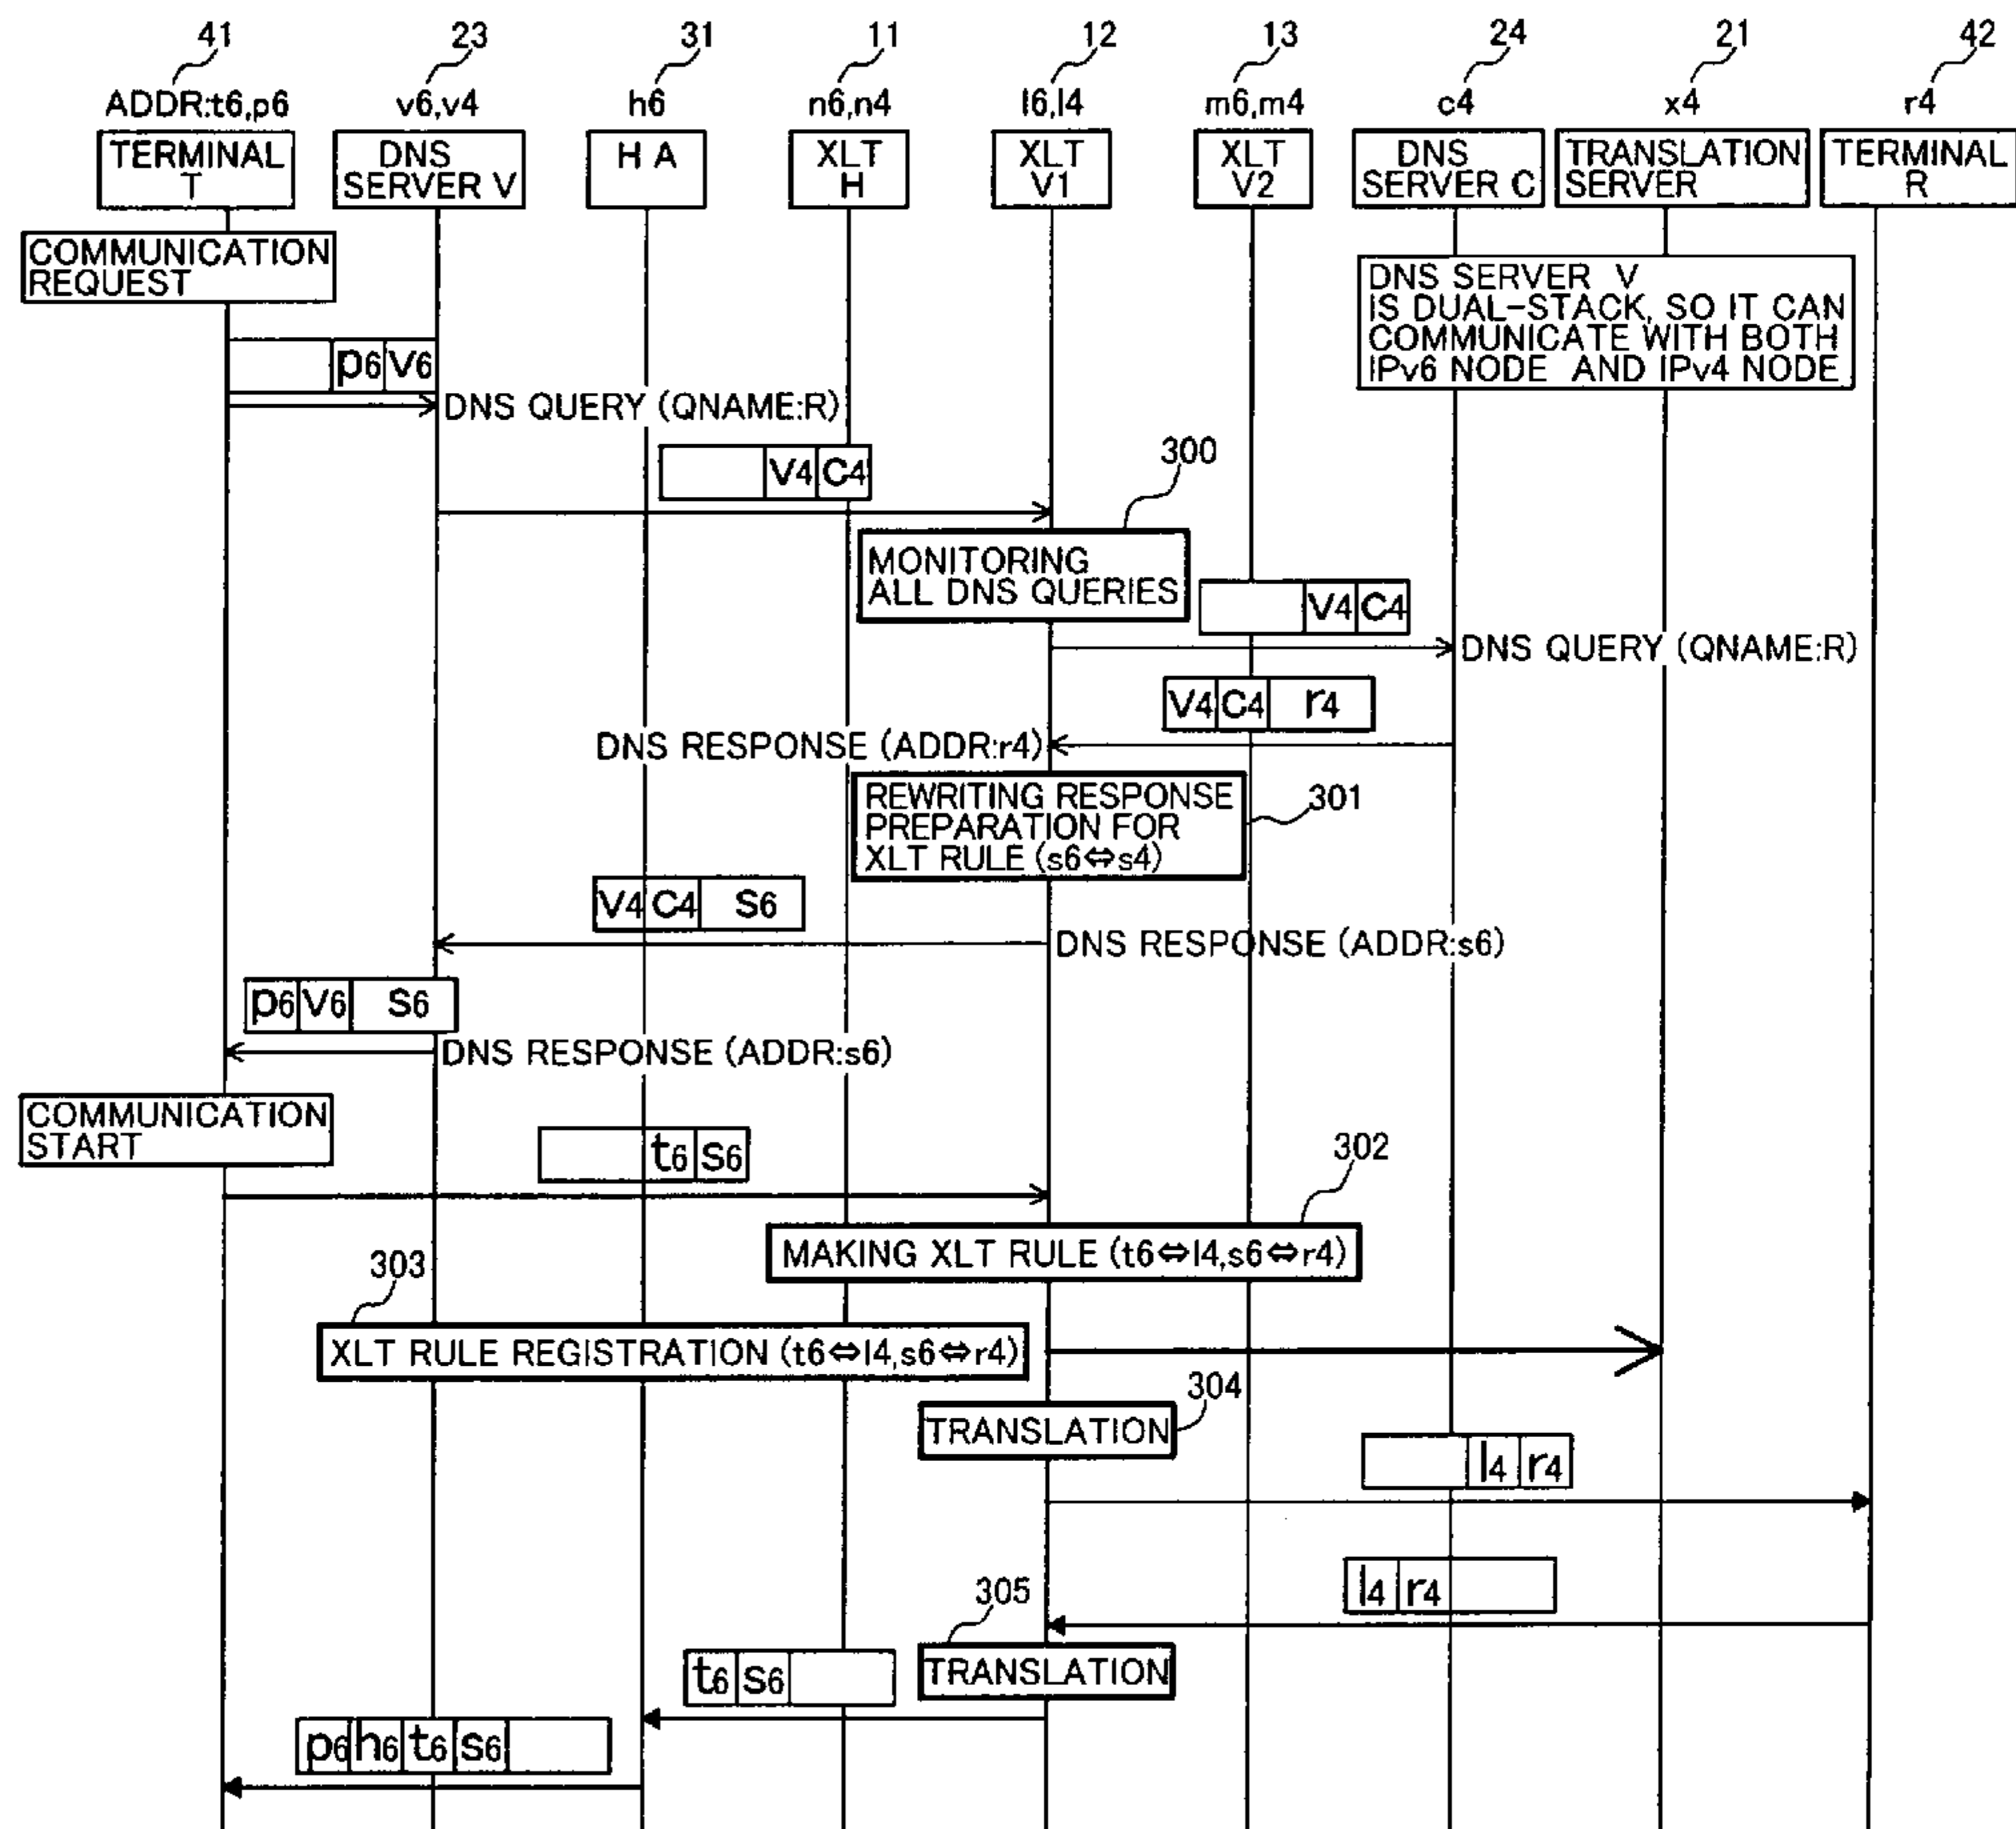 41 23 31 11 12 13 24 21 42
ADDR:t6,p6 v6,v4 h6 n6,n4 l6,l4 m6,m4 c4 x4 r4
TERMINAL T
DNS SERVER V
H A
XLT H
XLT V1
XLT V2
DNS SERVER C
TRANSLATION SERVER
TERMINAL R
COMMUNICATION
REQUEST
DNS SERVER V
IS DUAL-STACK, SO IT CAN
COMMUNICATE WITH BOTH
IPv6 NODE AND IPv4 NODE
p6 v6
DNS QUERY (QNAME:R)
v4 c4
300
MONITORING
ALL DNS QUERIES
v4 c4
DNS QUERY (QNAME:R)
v4 c4 r4
DNS RESPONSE (ADDR:r4)
REWRITING RESPONSE
PREPARATION FOR
XLT RULE (s6⇔s4)
301
v4 c4 s6
DNS RESPONSE (ADDR:s6)
p6 v6 s6
DNS RESPONSE (ADDR:s6)
COMMUNICATION
START
t6 s6
302
MAKING XLT RULE (t6⇔l4,s6⇔r4)
303
XLT RULE REGISTRATION (t6⇔l4,s6⇔r4)
304
TRANSLATION
l4 r4
l4 r4
305
TRANSLATION
t6 s6
p6 h6 t6 s6